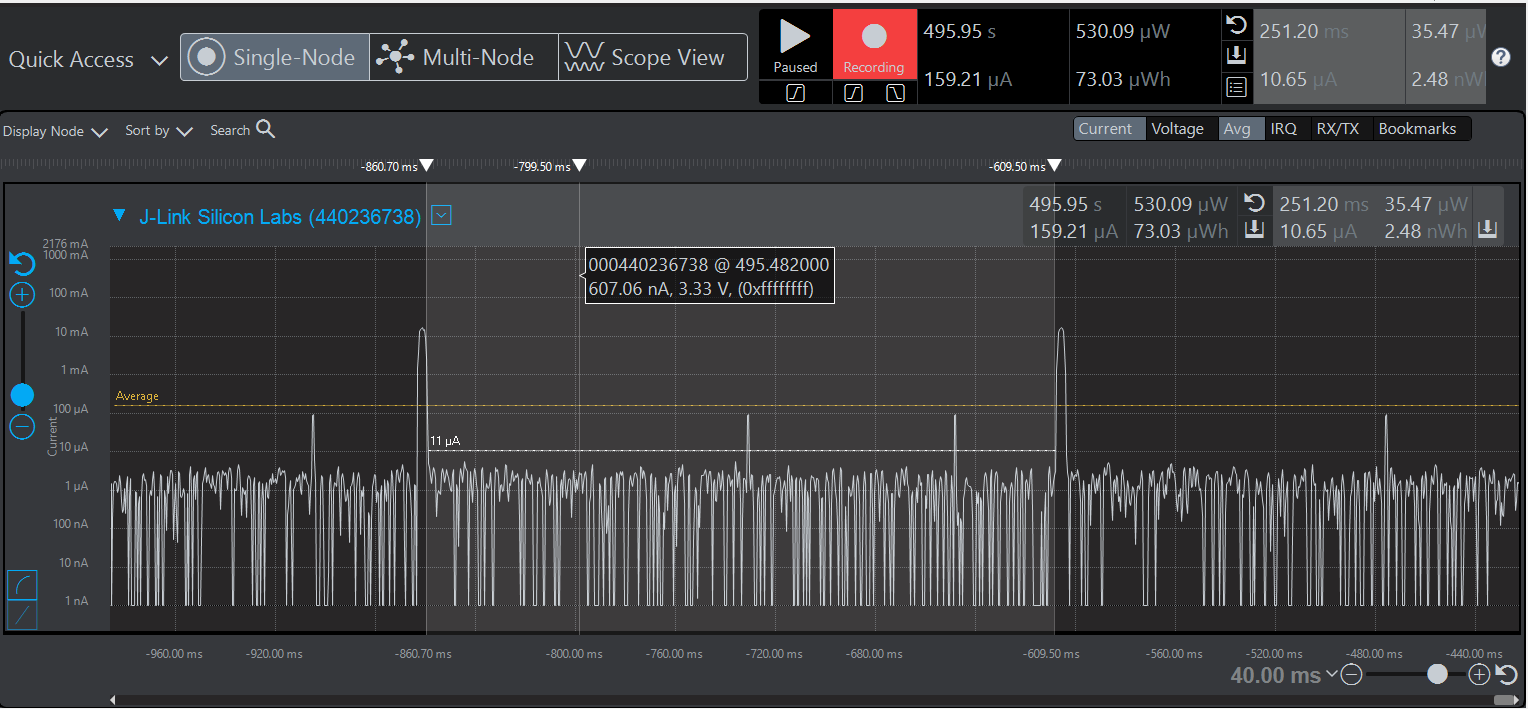 Quick Access
Single-Node
Multi-Node
Scope View
Paused
Recording
495.95 s
159.21 µA
530.09 µW
73.03 µWh
251.20 ms
10.65 µA
35.47 µW
2.48 nW
Display Node
Sort by
Search
Current
Voltage
Avg
IRQ
RX/TX
Bookmarks
-860.70 ms
-799.50 ms
-609.50 ms
J-Link Silicon Labs (440236738)
495.95 s 530.09 µW
159.21 µA 73.03 µWh
251.20 ms 35.47 µW
10.65 µA 2.48 nWh
000440236738 @ 495.482000
607.06 nA, 3.33 V, (0xffffffff)
2176 mA
1000 mA
100 mA
10 mA
1 mA
100 µA
10 µA
1 µA
100 nA
10 nA
1 nA
Current
Average
11 µA
-960.00 ms
-920.00 ms
-860.70 ms
-800.00 ms
-760.00 ms
-720.00 ms
-680.00 ms
-609.50 ms
-560.00 ms
-520.00 ms
-480.00 ms
-440.00 ms
40.00 ms